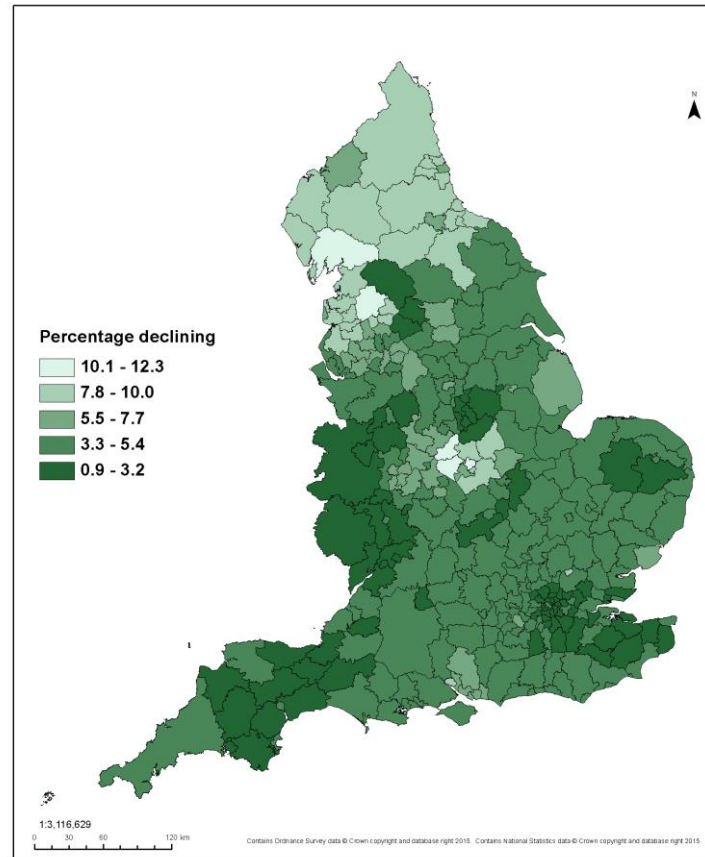 N
Percentage declining
10.1 - 12.3
7.8 - 10.0
5.5 - 7.7
3.3 - 5.4
0.9 - 3.2
1:3,116,629
0 30 60 120 km
Contains Ordnance Survey data © Crown copyright and database right 2015. Contains National Statistics data © Crown copyright and database right 2015.